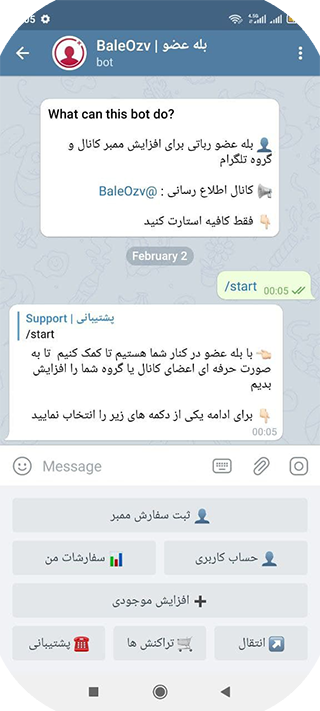 05
4.5G
BaleOzv | بله عضو
bot
What can this bot do?
👤 بله عضو رباتی برای افزایش ممبر کانال و
گروه تلگرام
📢 کانال اطلاع رسانی : @BaleOzv
👇🏻 فقط کافیه استارت کنید
February 2
/start 00:05
Support | پشتیبانی
/start
👈🏻 با بله عضو در کنار شما هستیم تا کمک کنیم تا به
صورت حرفه ای اعضای کانال یا گروه شما را افزایش
بدیم
👇🏻 برای ادامه یکی از دکمه های زیر را انتخاب نمایید
00:05
Message
👤 ثبت سفارش ممبر
👤 حساب کاربری
📊 سفارشات من
➕ افزایش موجودی
↗️ انتقال
🛒 تراکنش ها
☎️ پشتیبانی